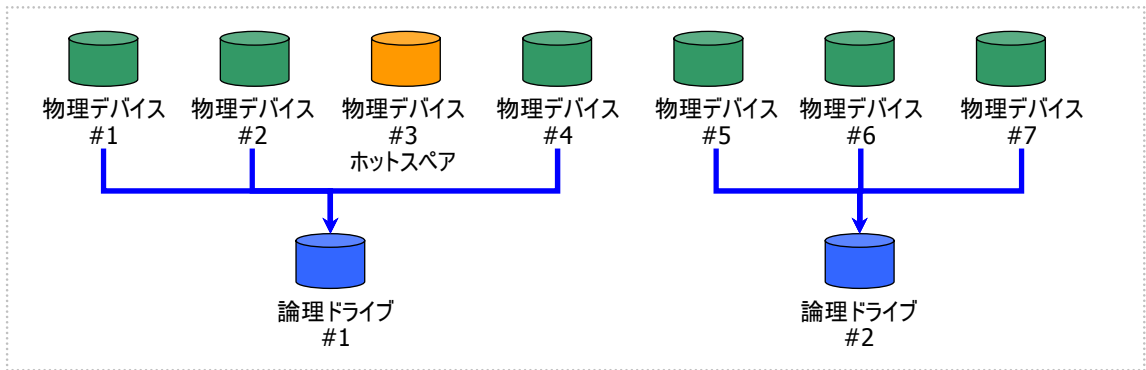 物理デバイス
#1
物理デバイス
#2
物理デバイス
#3
ホットスペア
物理デバイス
#4
物理デバイス
#5
物理デバイス
#6
物理デバイス
#7
論理ドライブ
#1
論理ドライブ
#2